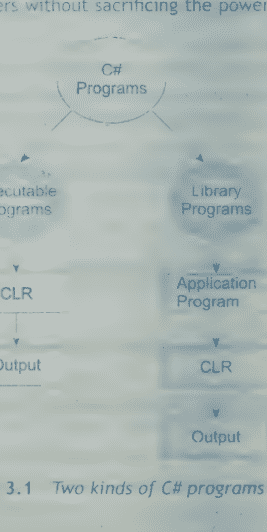 ers without sacrificing the power
C#
Programs
ecutable
ograms
Library
Programs
CLR
Application
Program
Output
CLR
Output
3.1 Two kinds of C# programs